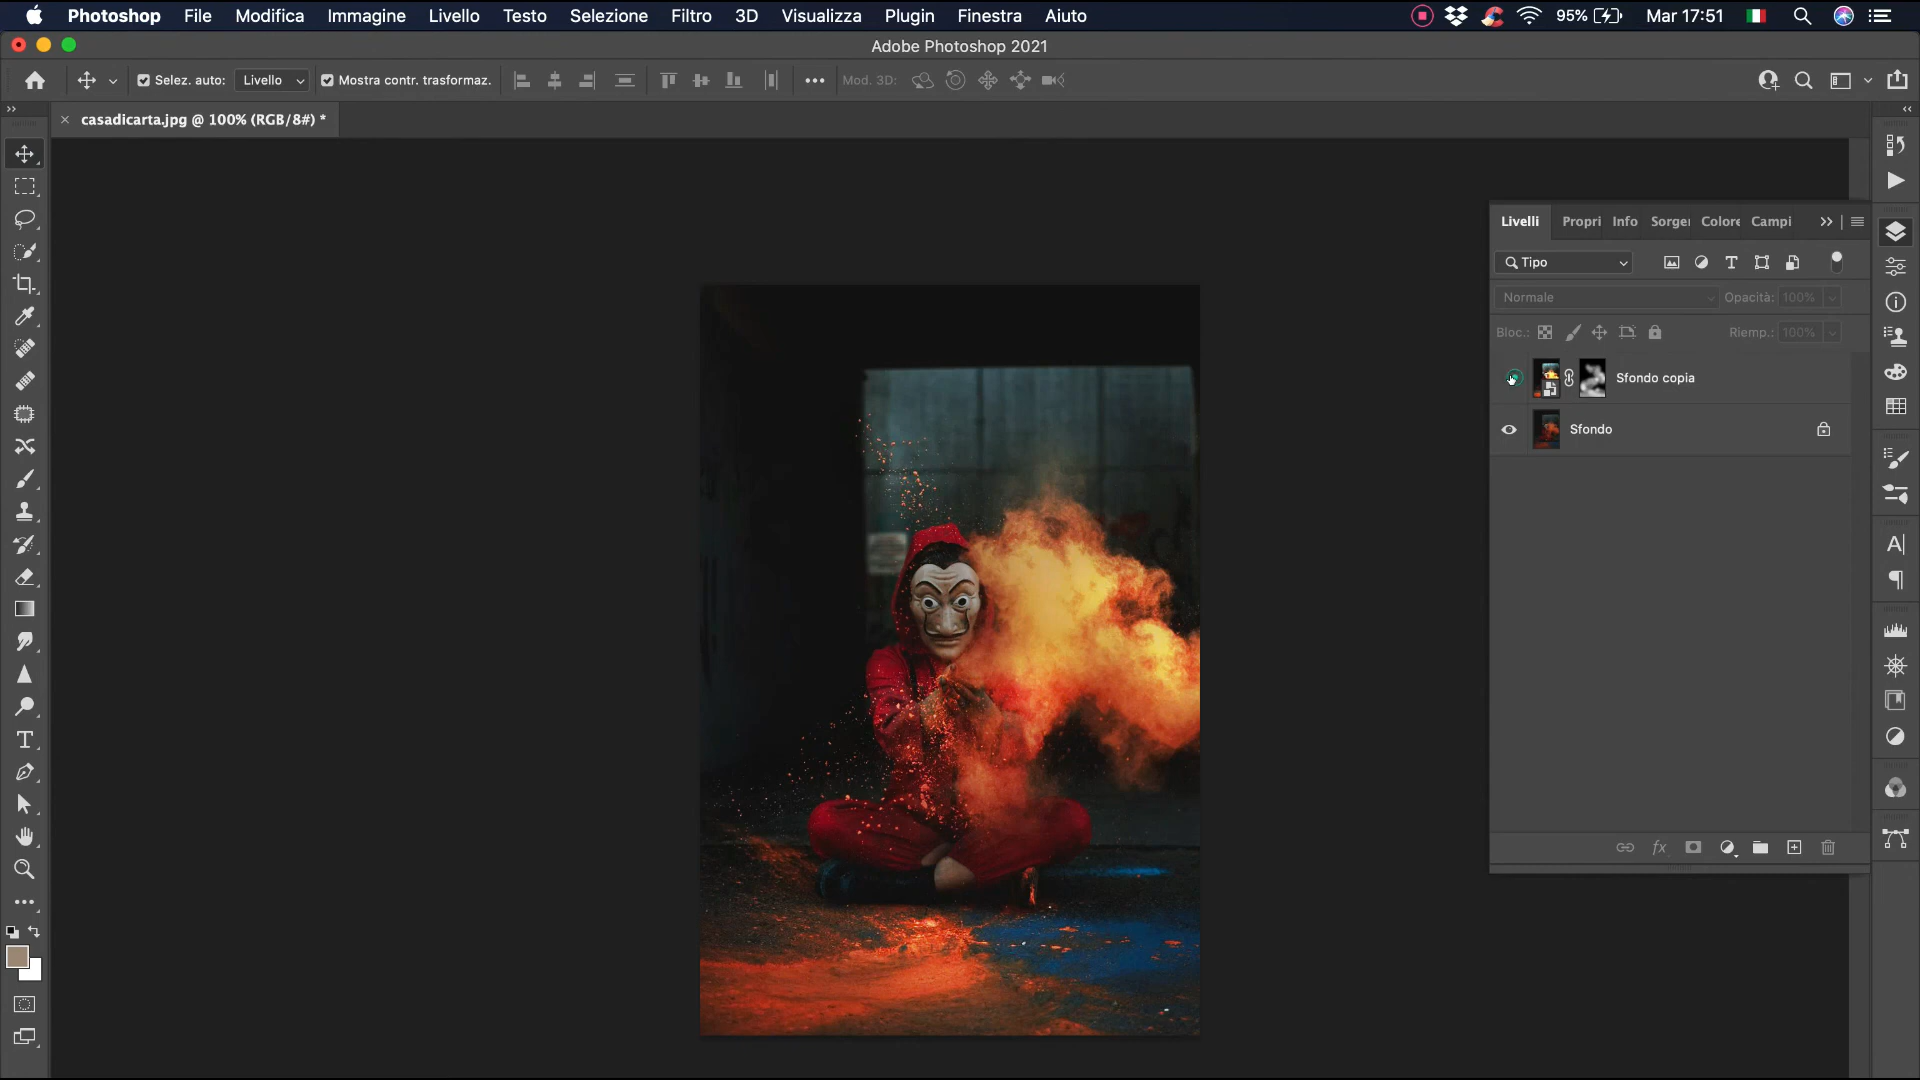 Photoshop File Modifica Immagine Livello Testo Selezione Filtro 3D Visualizza Plugin Finestra Aiuto 95% Mar 17:51
Adobe Photoshop 2021
Selez. auto: Livello Mostra contr. trasformaz. Mod. 3D:
casadicarta.jpg @ 100% (RGB/8#) *
Livelli Propri Info Sorger Colore Campi
Tipo
Normale Opacità: 100%
Bloc.: Riemp.: 100%
Sfondo copia
Sfondo